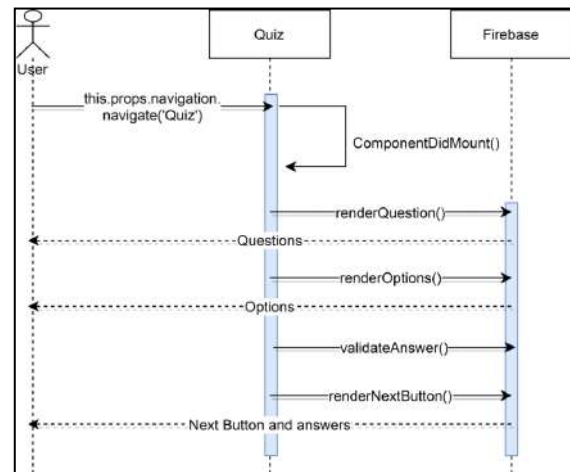 Quiz
Firebase
User
this.props.navigation.
navigate('Quiz')
ComponentDidMount()
renderQuestion()
Questions
renderOptions()
Options
validateAnswer()
renderNextButton()
Next Button and answers